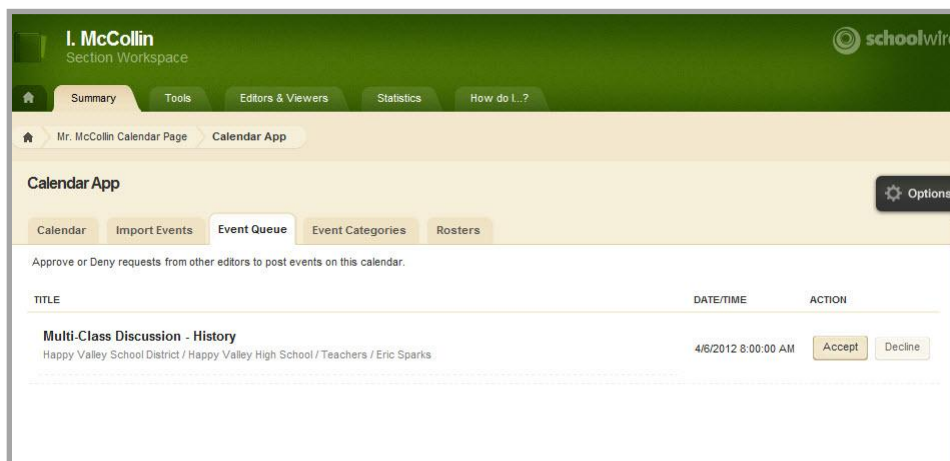 I. McCollin
Section Workspace
schoolwir
Summary Tools Editors & Viewers Statistics How do I...?
Mr. McCollin Calendar Page Calendar App
Calendar App
Options
Calendar Import Events Event Queue Event Categories Rosters
Approve or Deny requests from other editors to post events on this calendar.
TITLE DATE/TIME ACTION
Multi-Class Discussion - History
Happy Valley School District / Happy Valley High School / Teachers / Eric Sparks
4/6/2012 8:00:00 AM Accept Decline